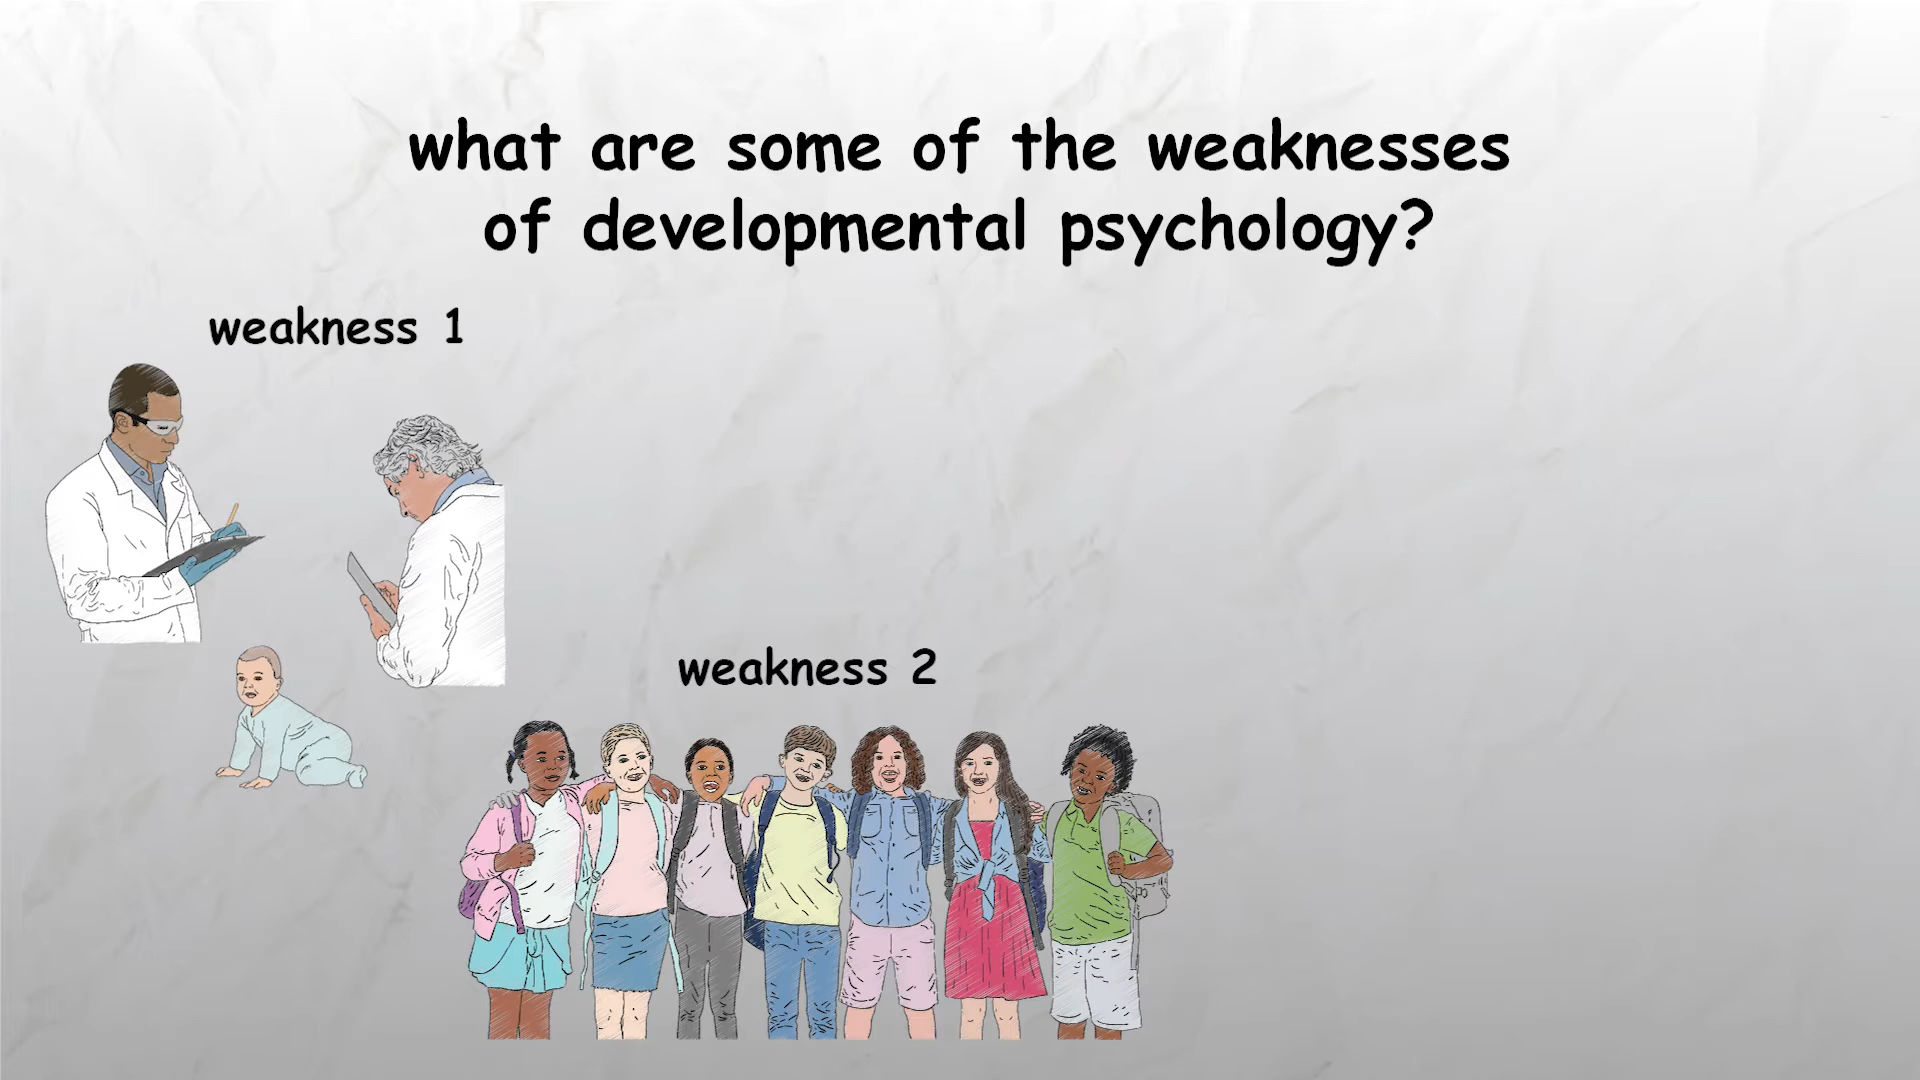 what are some of the weaknesses
of developmental psychology?
weakness 1
weakness 2